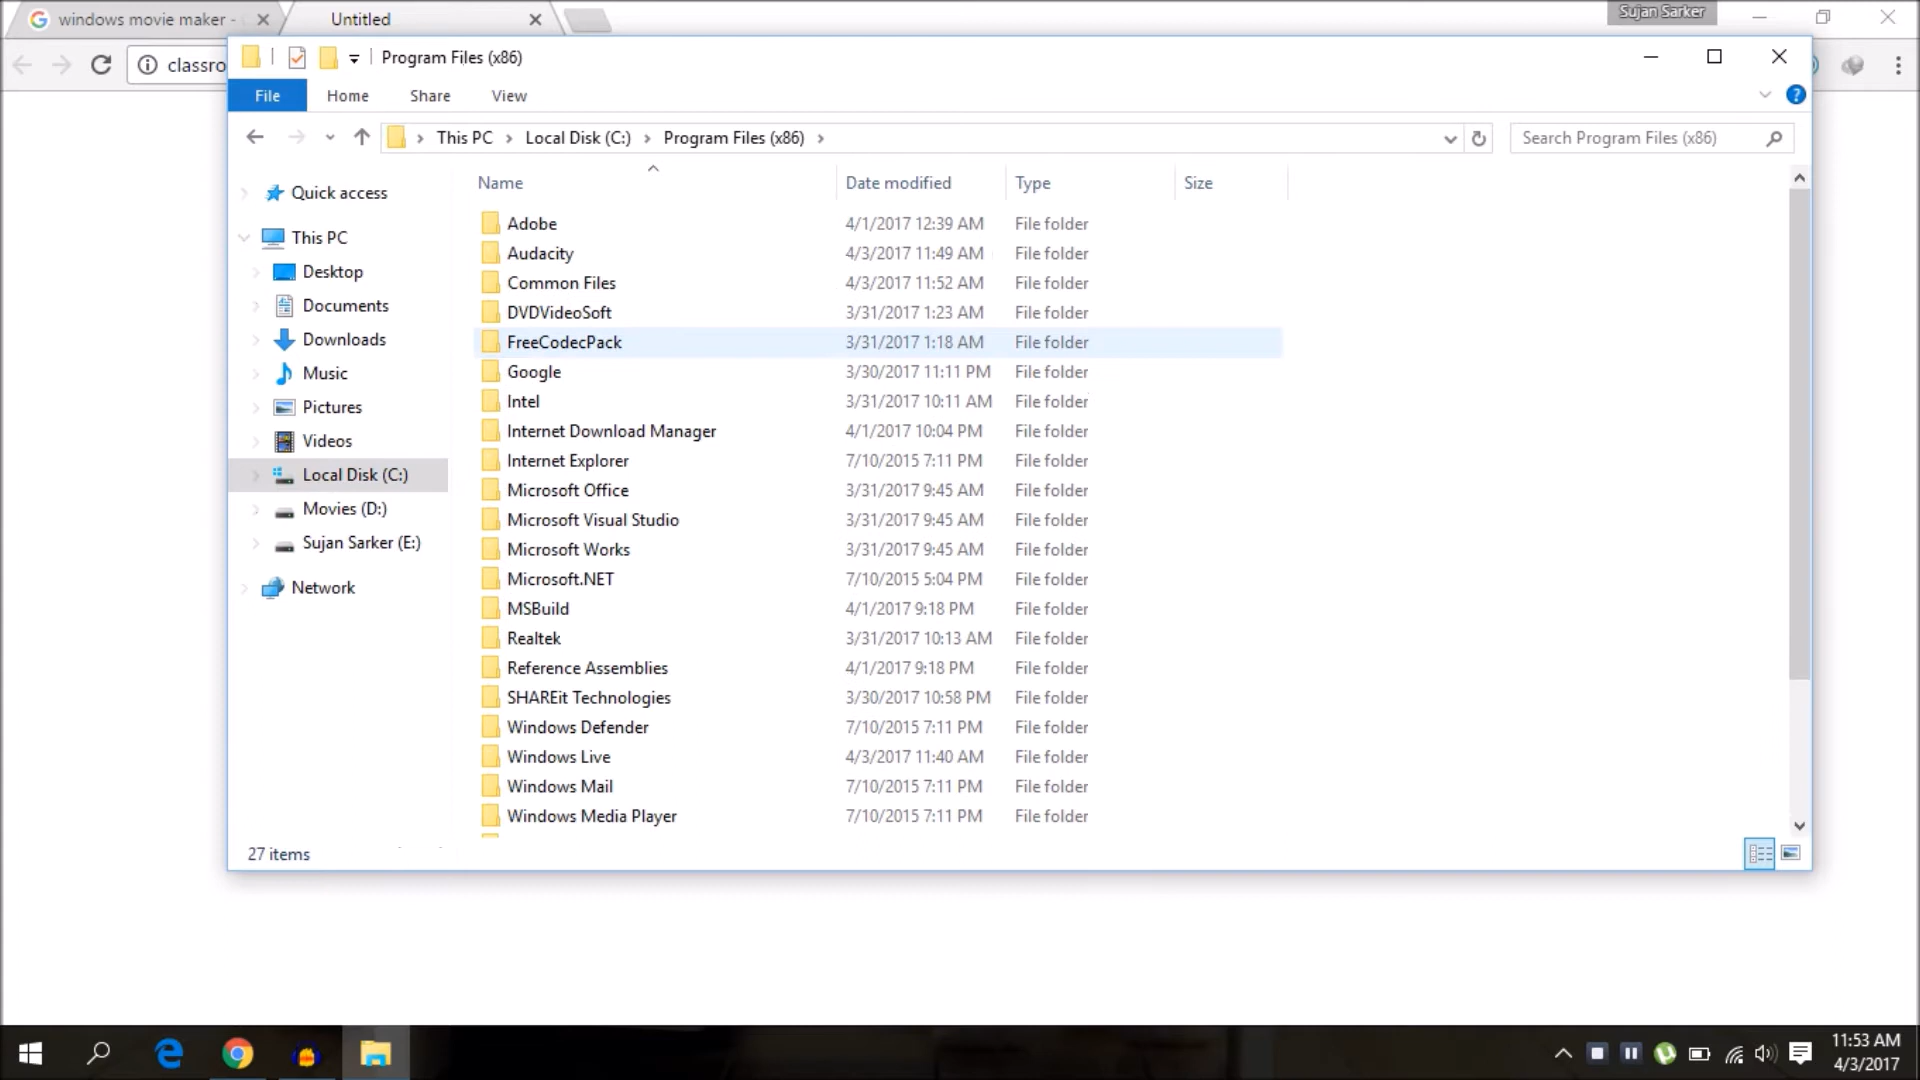 windows movie maker -
Untitled
Sujan Sarker
classro
Program Files (x86)
File Home Share View
This PC Local Disk (C:) Program Files (x86)
Search Program Files (x86)
Name Date modified Type Size
Quick access
This PC
Desktop
Documents
Downloads
Music
Pictures
Videos
Local Disk (C:)
Movies (D:)
Sujan Sarker (E:)
Network
Adobe 4/1/2017 12:39 AM File folder
Audacity 4/3/2017 11:49 AM File folder
Common Files 4/3/2017 11:52 AM File folder
DVDVideoSoft 3/31/2017 1:23 AM File folder
FreeCodecPack 3/31/2017 1:18 AM File folder
Google 3/30/2017 11:11 PM File folder
Intel 3/31/2017 10:11 AM File folder
Internet Download Manager 4/1/2017 10:04 PM File folder
Internet Explorer 7/10/2015 7:11 PM File folder
Microsoft Office 3/31/2017 9:45 AM File folder
Microsoft Visual Studio 3/31/2017 9:45 AM File folder
Microsoft Works 3/31/2017 9:45 AM File folder
Microsoft.NET 7/10/2015 5:04 PM File folder
MSBuild 4/1/2017 9:18 PM File folder
Realtek 3/31/2017 10:13 AM File folder
Reference Assemblies 4/1/2017 9:18 PM File folder
SHAREit Technologies 3/30/2017 10:58 PM File folder
Windows Defender 7/10/2015 7:11 PM File folder
Windows Live 4/3/2017 11:40 AM File folder
Windows Mail 7/10/2015 7:11 PM File folder
Windows Media Player 7/10/2015 7:11 PM File folder
27 items
11:53 AM
4/3/2017